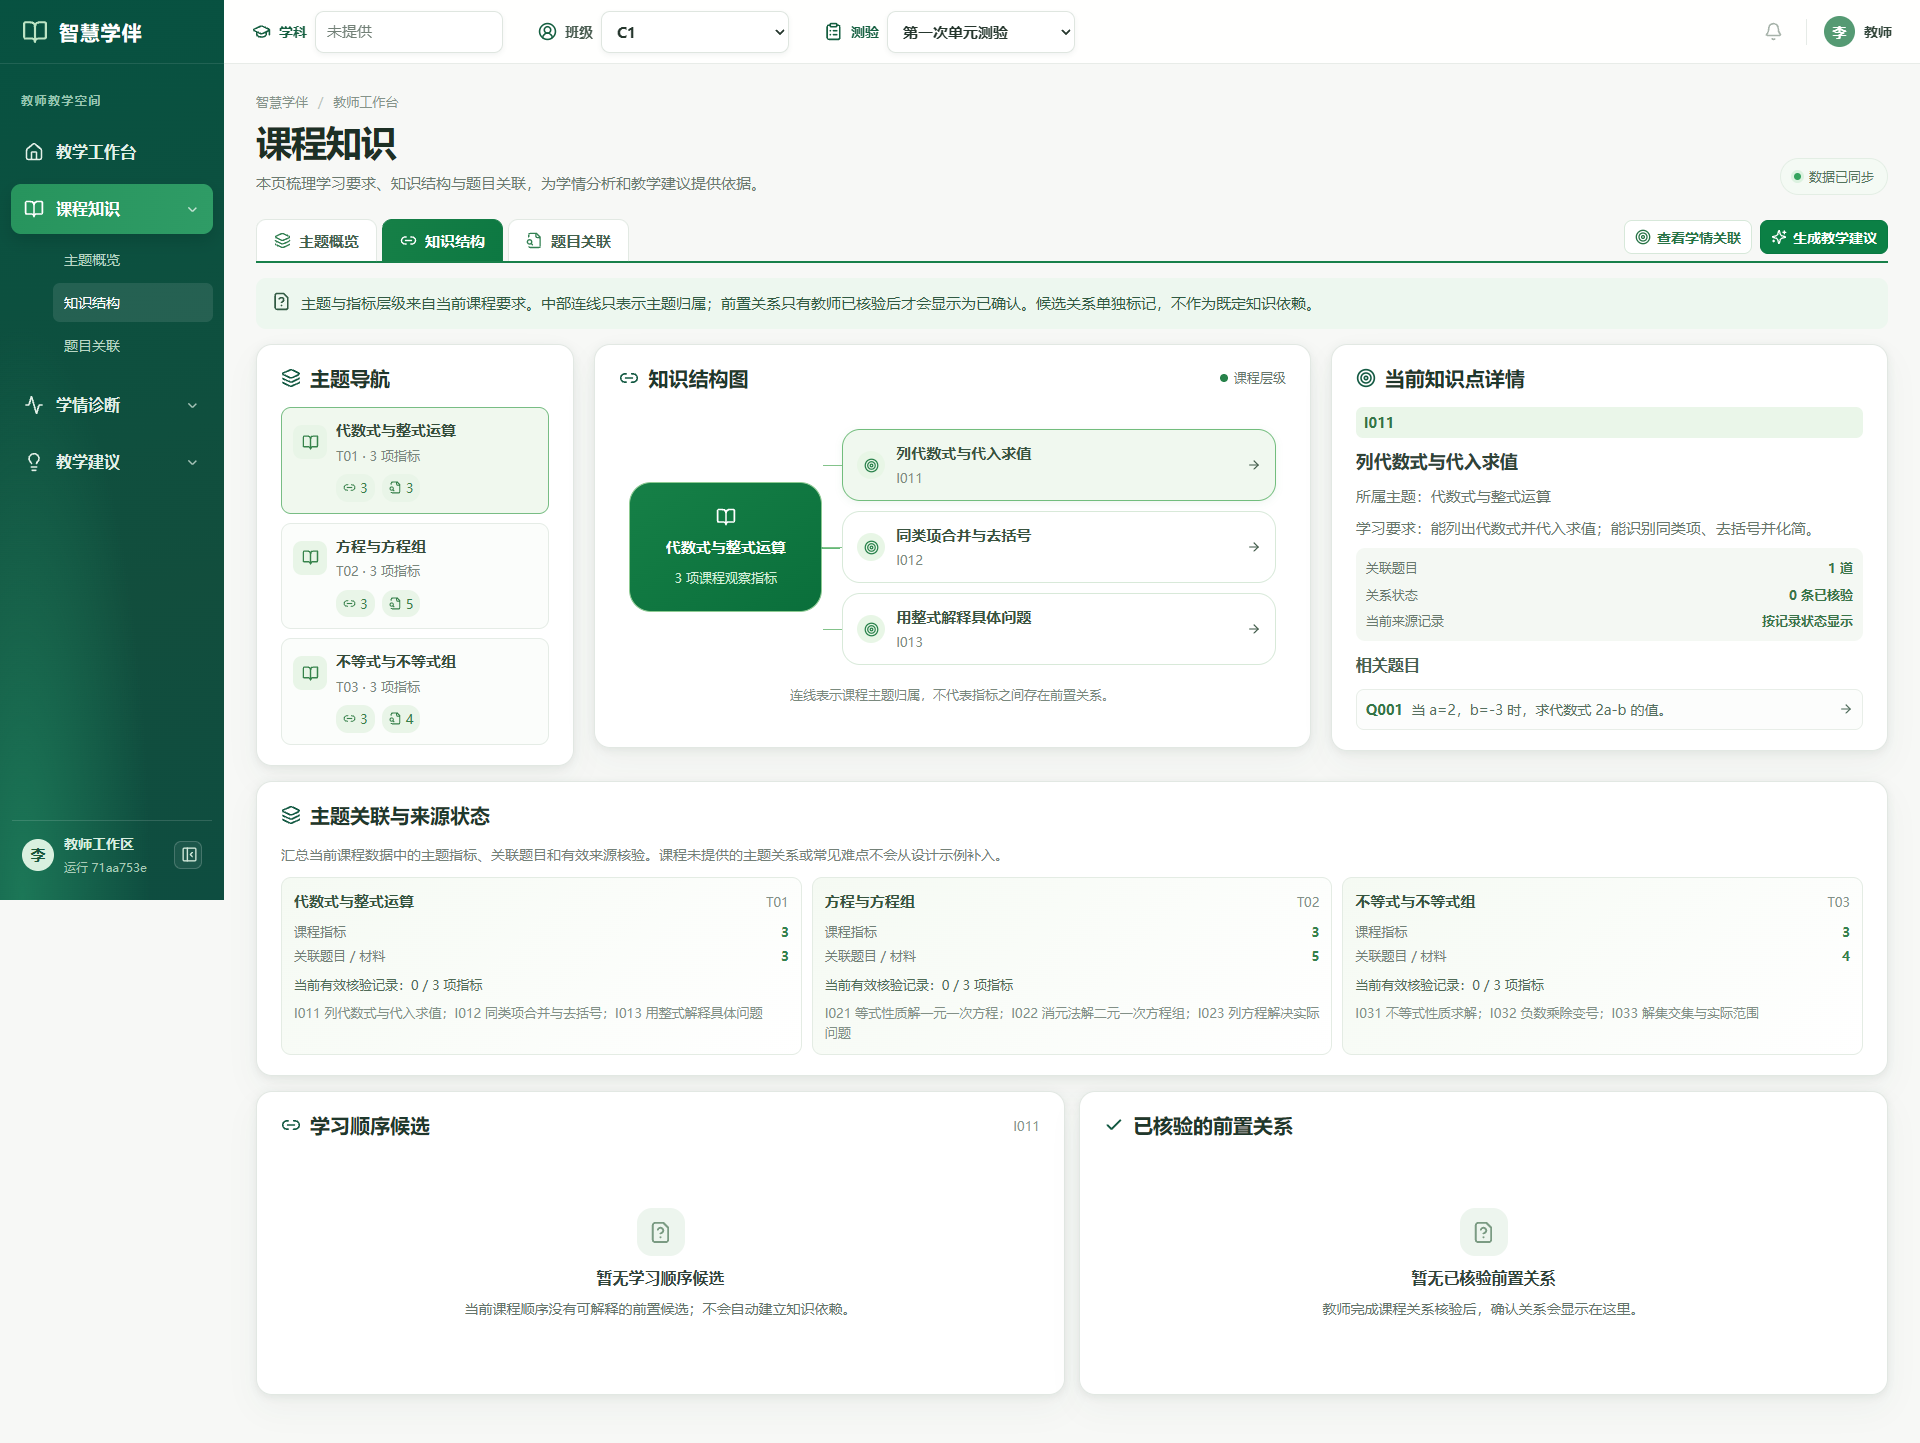 智慧学伴
学科 未提供 班级 C1 测验 第一次单元测验 李 教师
教师教学空间
教学工作台
课程知识
主题概览
知识结构
题目关联
学情诊断
教学建议
李 教师工作区
运行 71aa753e
智慧学伴 / 教师工作台
课程知识
本页梳理学习要求、知识结构与题目关联，为学情分析和教学建议提供依据。
数据已同步
主题概览 知识结构 题目关联 查看学情关联 生成教学建议
主题与指标层级来自当前课程要求。中部连线只表示主题归属；前置关系只有教师已核验后才会显示为已确认。候选关系单独标记，不作为既定知识依赖。
主题导航
代数式与整式运算
T01 · 3 项指标
3 3
方程与方程组
T02 · 3 项指标
3 5
不等式与不等式组
T03 · 3 项指标
3 4
知识结构图 课程层级
代数式与整式运算
3 项课程观察指标
列代数式与代入求值
I011
同类项合并与去括号
I012
用整式解释具体问题
I013
连线表示课程主题归属，不代表指标之间存在前置关系。
当前知识点详情
I011
列代数式与代入求值
所属主题：代数式与整式运算
学习要求：能列出代数式并代入求值；能识别同类项、去括号并化简。
关联题目 1 道
关系状态 0 条已核验
当前来源记录 按记录状态显示
相关题目
Q001 当 a=2，b=-3 时，求代数式 2a-b 的值。
主题关联与来源状态
汇总当前课程数据中的主题指标、关联题目和有效来源核验。课程未提供的主题关系或常见难点不会从设计示例补入。
代数式与整式运算 T01
课程指标 3
关联题目 / 材料 3
当前有效核验记录：0 / 3 项指标
I011 列代数式与代入求值；I012 同类项合并与去括号；I013 用整式解释具体问题
方程与方程组 T02
课程指标 3
关联题目 / 材料 5
当前有效核验记录：0 / 3 项指标
I021 等式性质解一元一次方程；I022 消元法解二元一次方程组；I023 列方程解决实际
问题
不等式与不等式组 T03
课程指标 3
关联题目 / 材料 4
当前有效核验记录：0 / 3 项指标
I031 不等式性质求解；I032 负数乘除变号；I033 解集交集与实际范围
学习顺序候选 I011
暂无学习顺序候选
当前课程顺序没有可解释的前置候选；不会自动建立知识依赖。
已核验的前置关系
暂无已核验前置关系
教师完成课程关系核验后，确认关系会显示在这里。